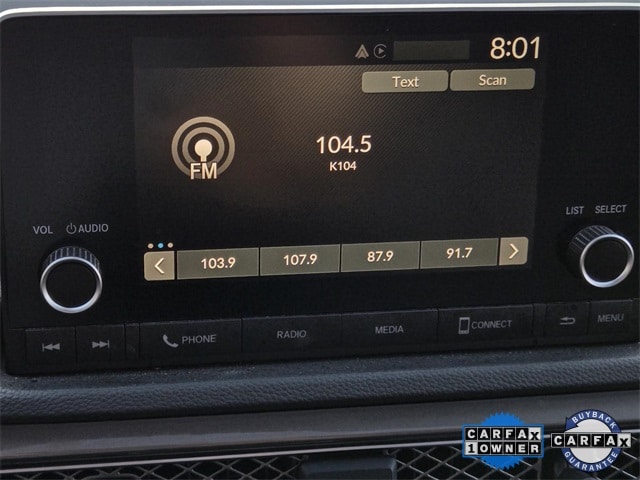 8:01
Text Scan
104.5
K104
FM
VOL AUDIO
LIST SELECT
103.9 107.9 87.9 91.7
PHONE RADIO MEDIA CONNECT MENU
CARFAX
1 OWNER
BUYBACK
CARFAX
GUARANTEE